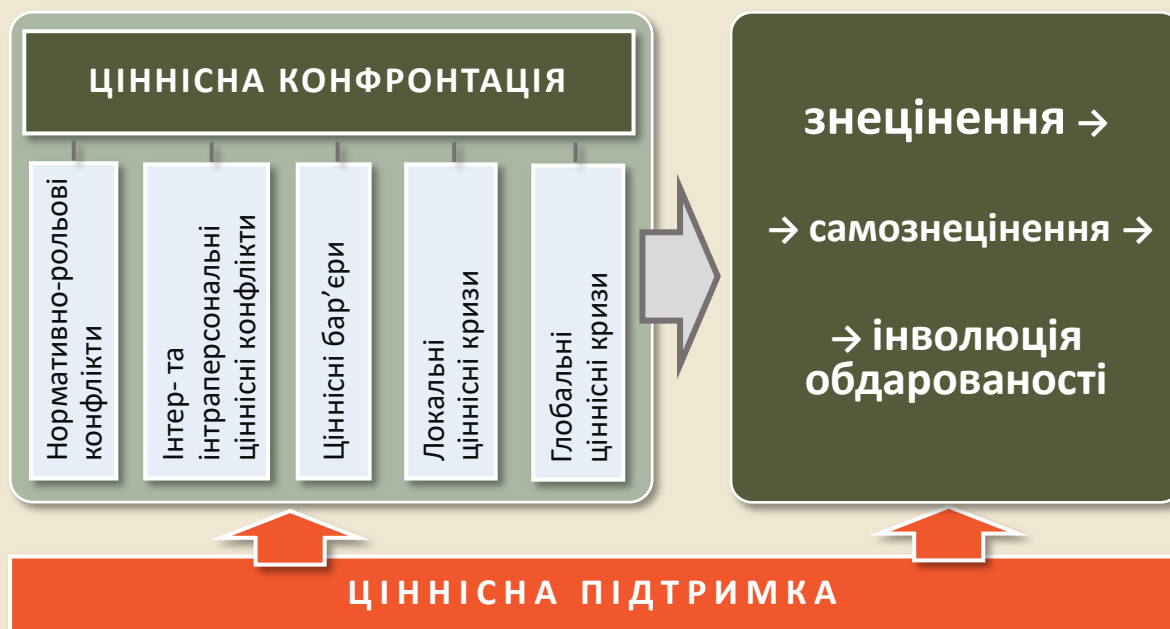 ЦІННІСНА КОНФРОНТАЦІЯ
Нормативно-рольові
конфлікти
Інтер- та
інтраперсональні
ціннісні конфлікти
Ціннісні бар’єри
Локальні
ціннісні кризи
Глобальні
ціннісні кризи
знецінення →
→ самознецінення →
→ інволюція
обдарованості
ЦІННІСНА ПІДТРИМКА